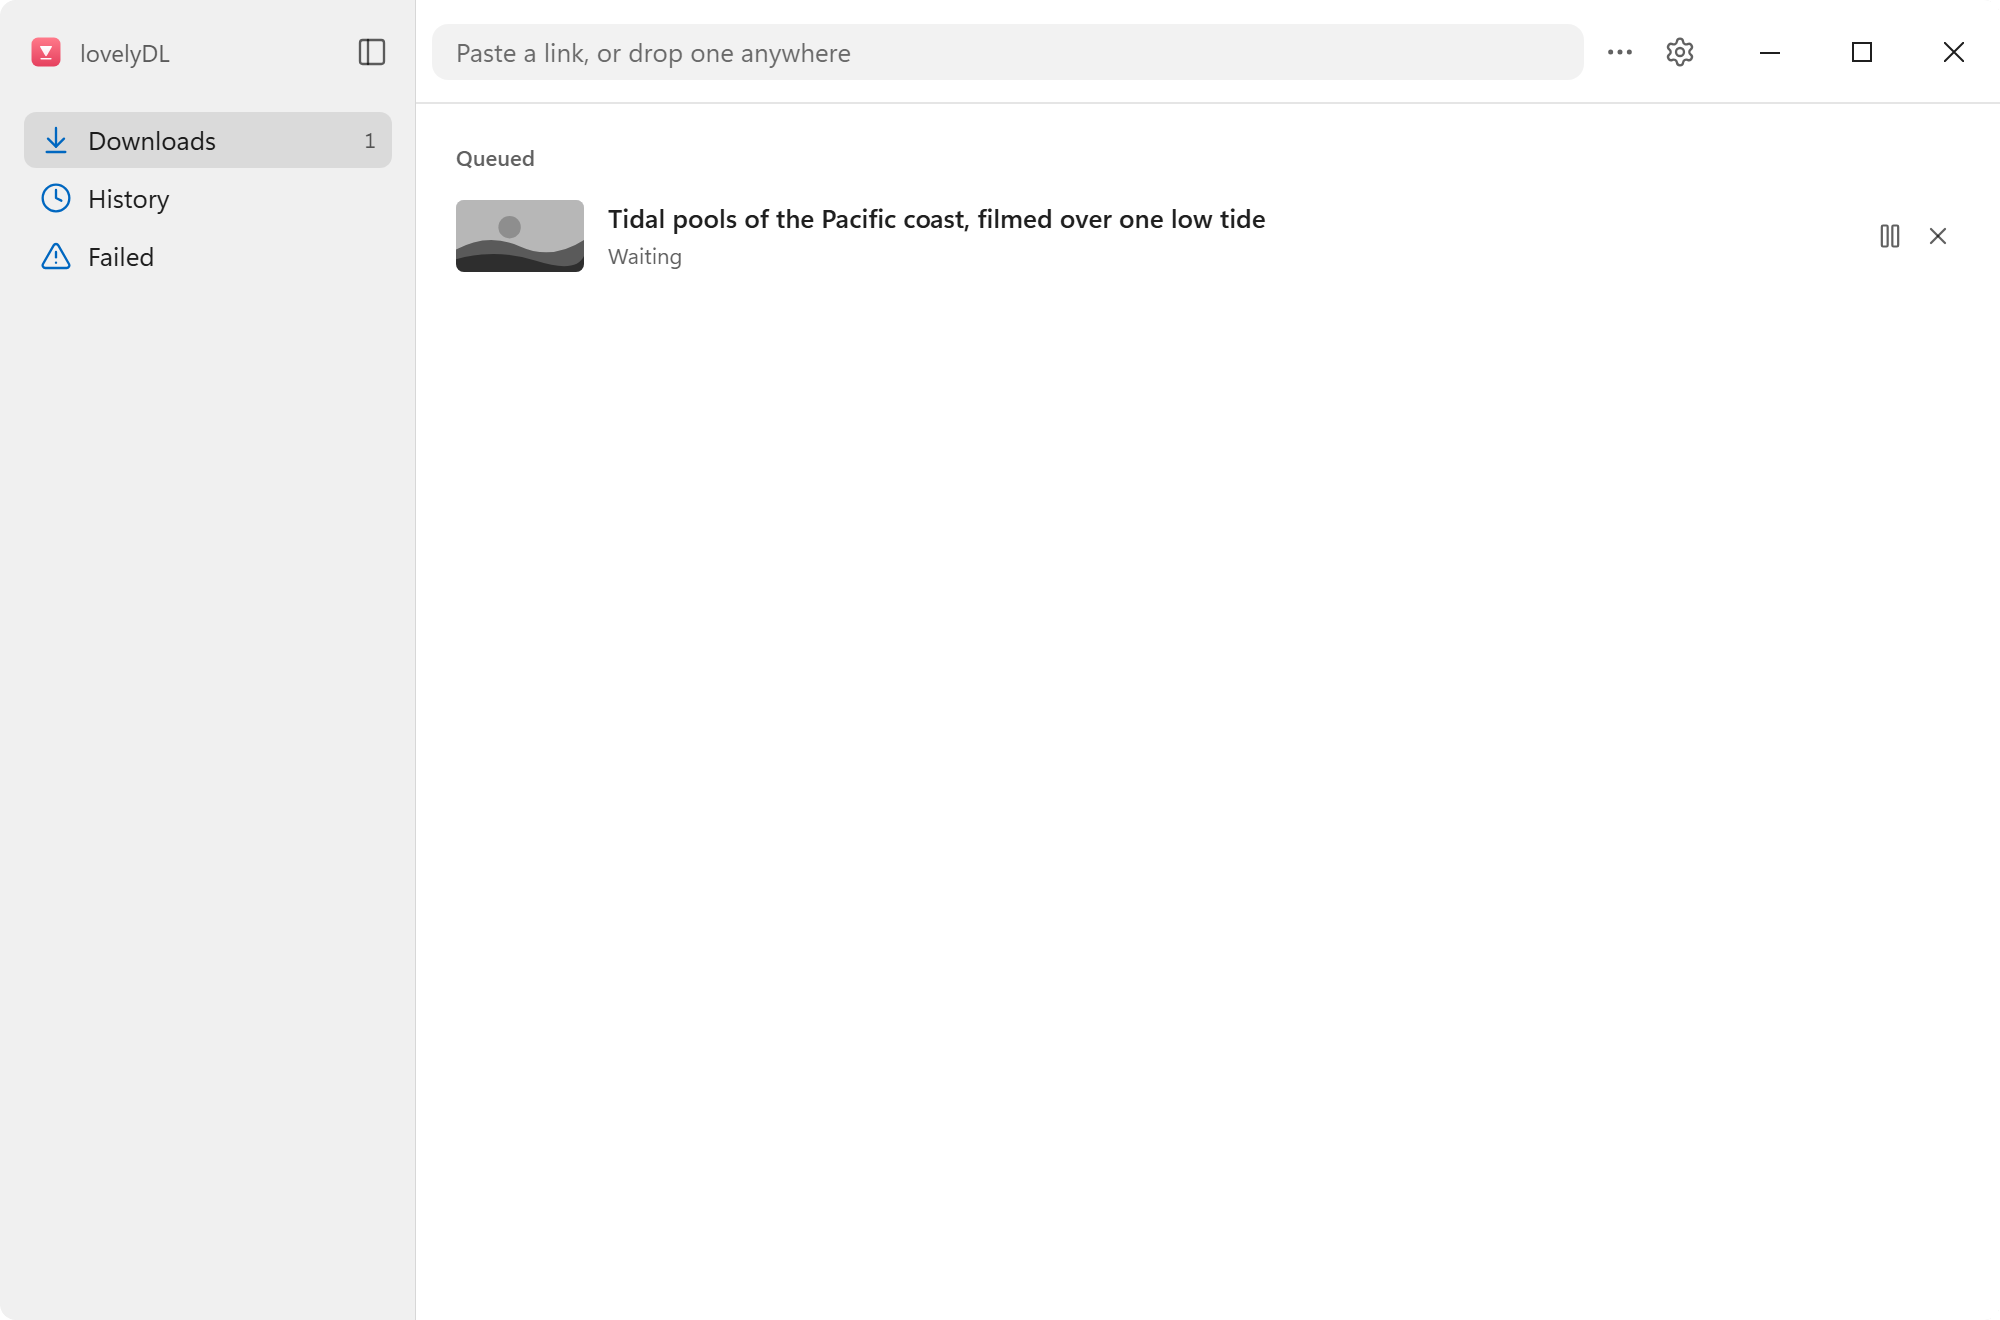 lovelyDL
Paste a link, or drop one anywhere
Downloads 1
History
Failed
Queued
Tidal pools of the Pacific coast, filmed over one low tide
Waiting